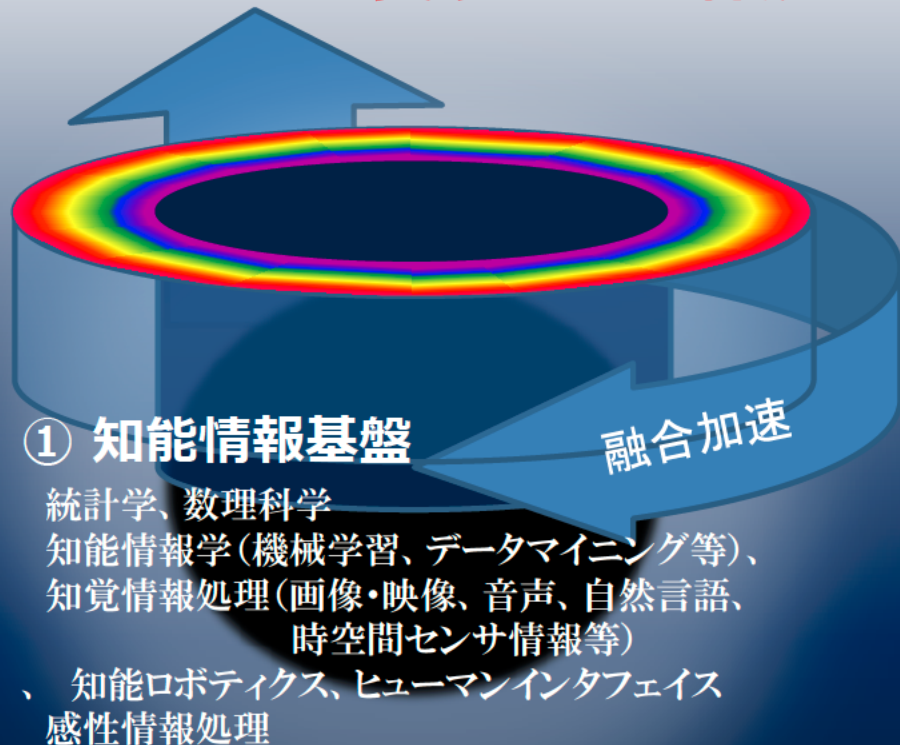 融合加速
① 知能情報基盤
統計学、数理科学
知能情報学(機械学習、データマイニング等)、
知覚情報処理(画像・映像、音声、自然言語、
時空間センサ情報等)
、 知能ロボティクス、ヒューマンインタフェイス
感性情報処理